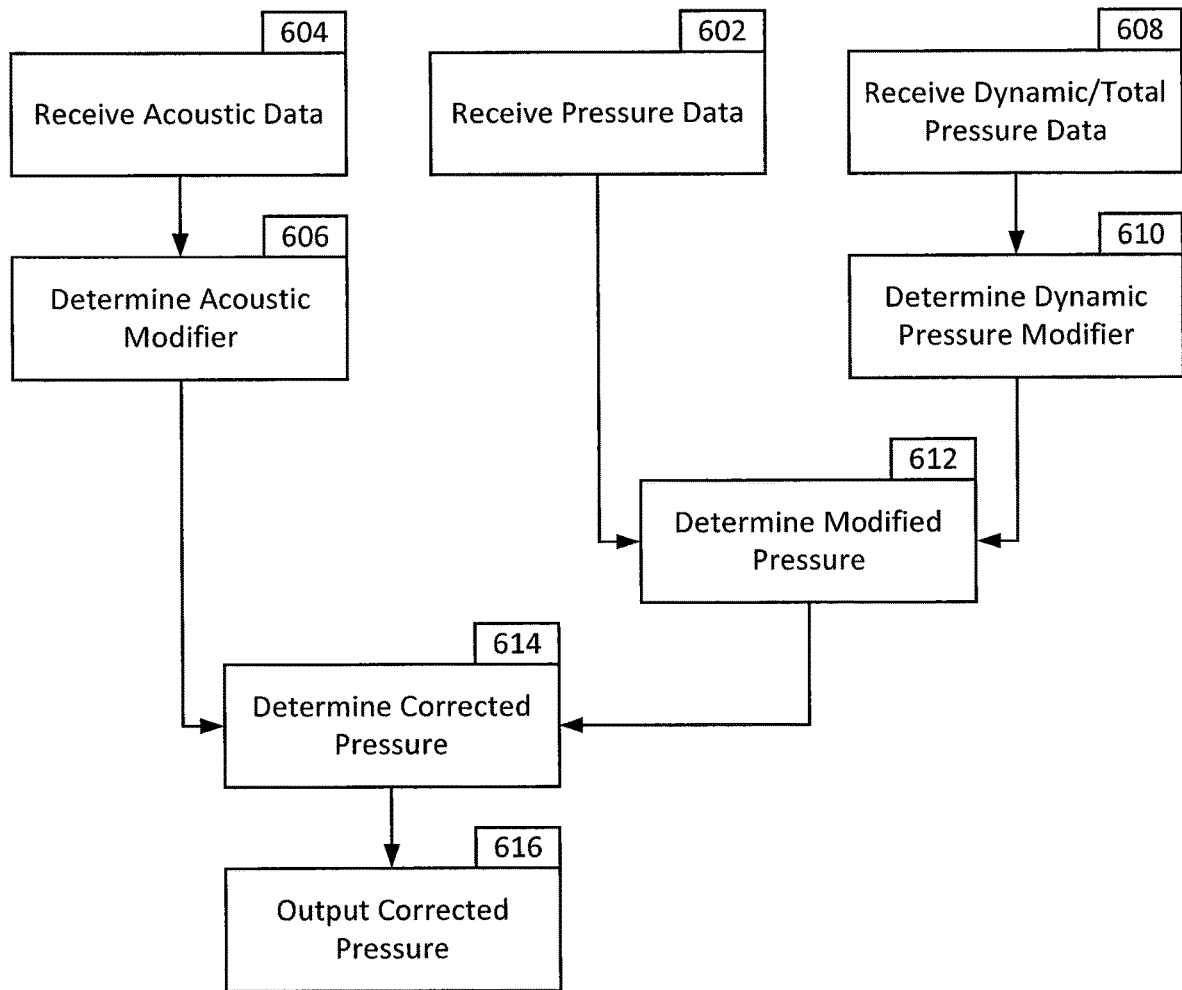 604
Receive Acoustic Data
602
Receive Pressure Data
608
Receive Dynamic/Total
Pressure Data
606
Determine Acoustic
Modifier
610
Determine Dynamic
Pressure Modifier
612
Determine Modified
Pressure
614
Determine Corrected
Pressure
616
Output Corrected
Pressure